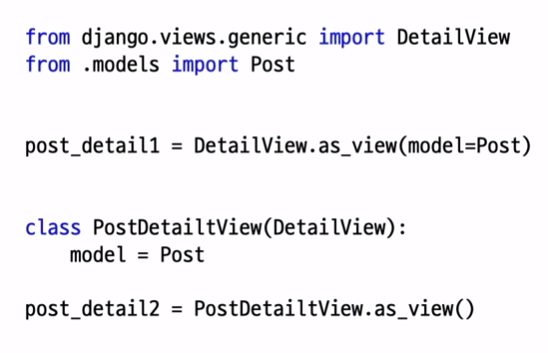 from django.views.generic import DetailView
from .models import Post
post_detail1 = DetailView.as_view(model=Post)
class PostDetailtView(DetailView):
    model = Post
post_detail2 = PostDetailtView.as_view()